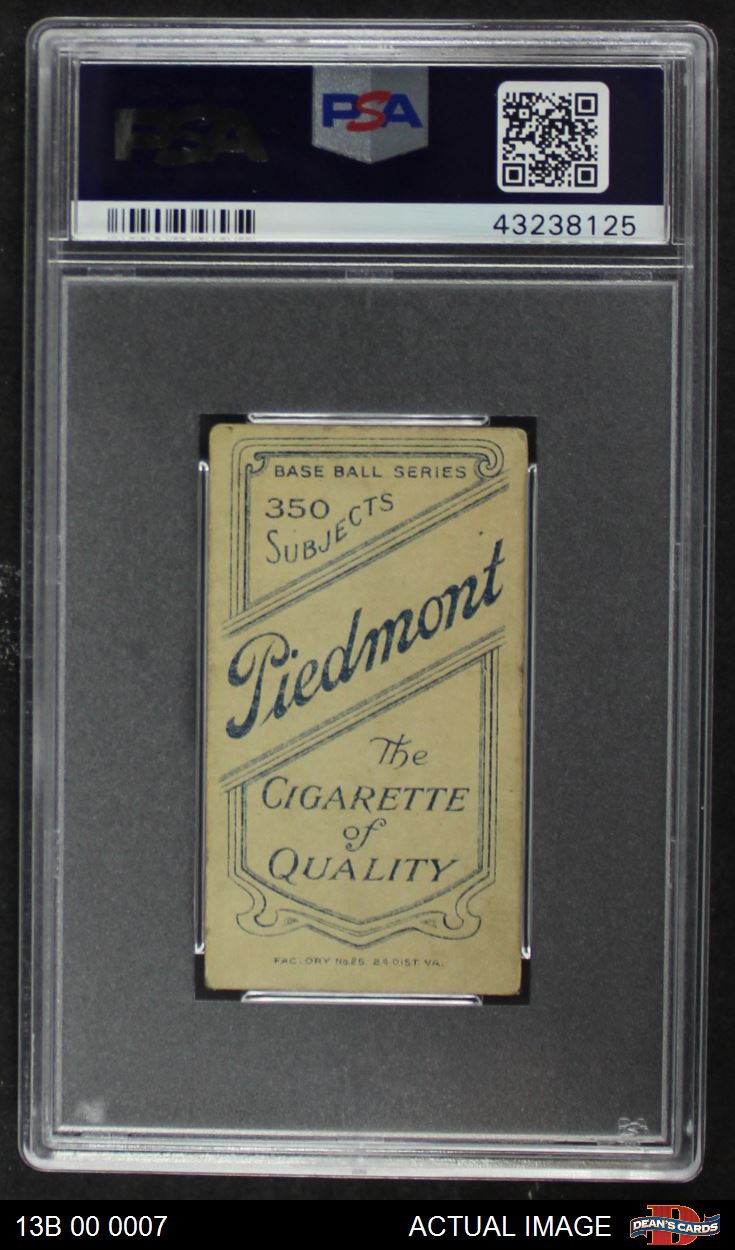 PSA
PSA
43238125
BASE BALL SERIES
350
SUBJECTS
Piedmont
The
CIGARETTE
of
QUALITY
FACTORY No 25, 2d DIST. VA.
PSA
13B 00 0007
ACTUAL IMAGE
DEAN'S CARDS